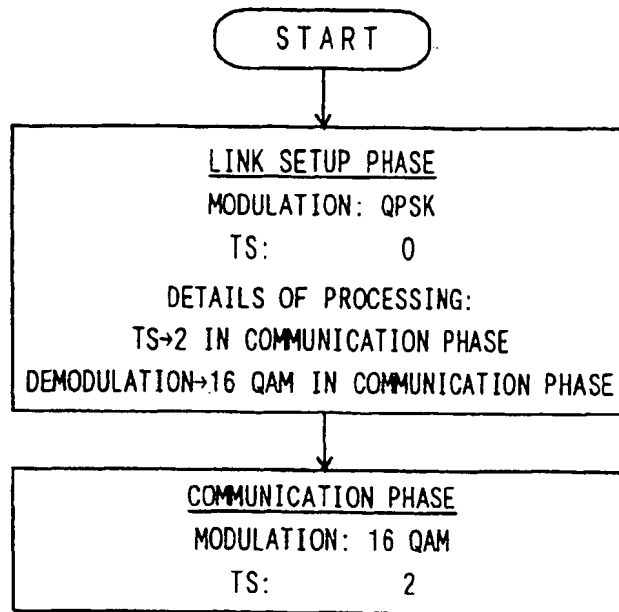 START
LINK SETUP PHASE
MODULATION: QPSK
TS: 0
DETAILS OF PROCESSING:
TS→2 IN COMMUNICATION PHASE
DEMODULATION→16 QAM IN COMMUNICATION PHASE
COMMUNICATION PHASE
MODULATION: 16 QAM
TS: 2